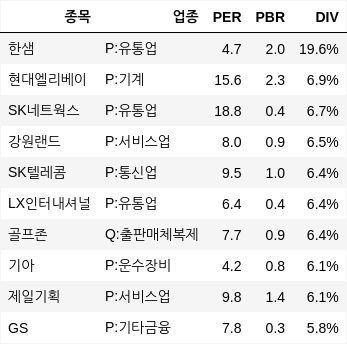 종목 업종 PER PBR DIV
한샘 P:유통업 4.7 2.0 19.6%
현대엘리베이 P:기계 15.6 2.3 6.9%
SK네트웍스 P:유통업 18.8 0.4 6.7%
강원랜드 P:서비스업 8.0 0.9 6.5%
SK텔레콤 P:통신업 9.5 1.0 6.4%
LX인터내셔널 P:유통업 6.4 0.4 6.4%
골프존 Q:출판매체복제 7.7 0.9 6.4%
기아 P:운수장비 4.2 0.8 6.1%
제일기획 P:서비스업 9.8 1.4 6.1%
GS P:기타금융 7.8 0.3 5.8%